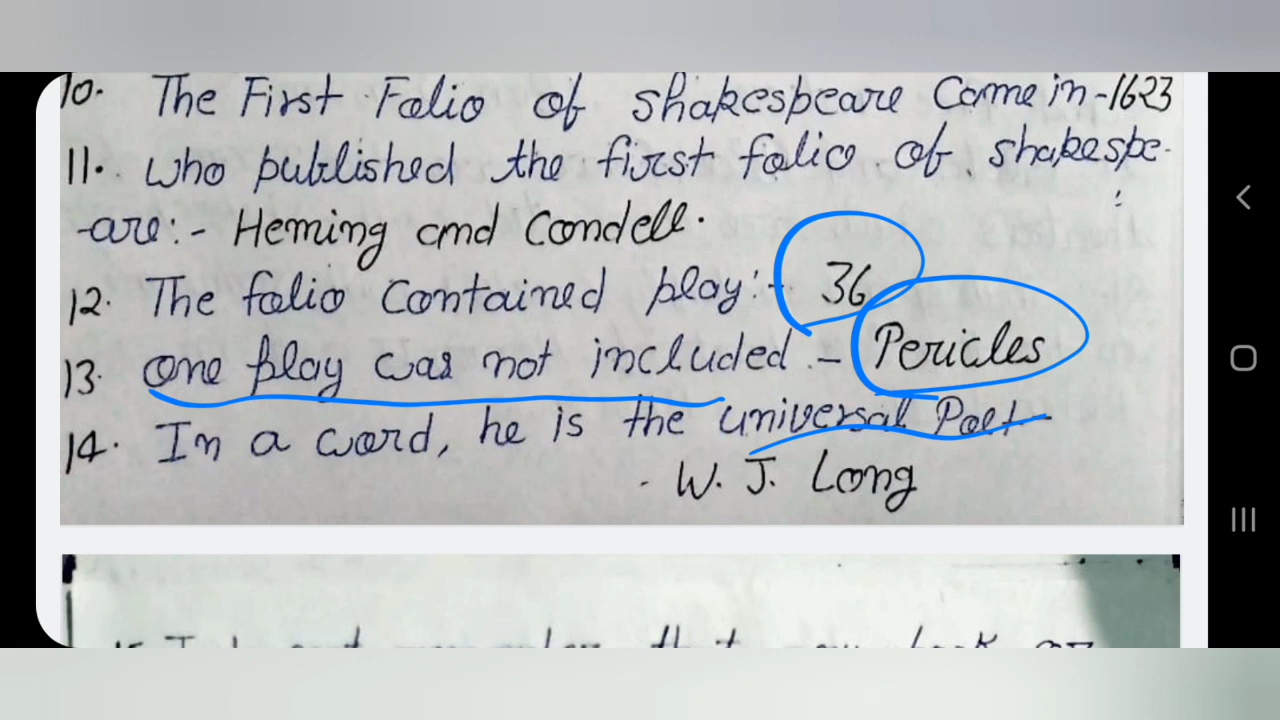 10. The First Folio of Shakespeare Come in - 1623
11. Who published the first folio of Shakespe-
-are:- Heming and Condell.
12. The folio Contained play:- 36
13. One play was not included. - Pericles
14. In a word, he is the universal Poet -
- W. J. Long